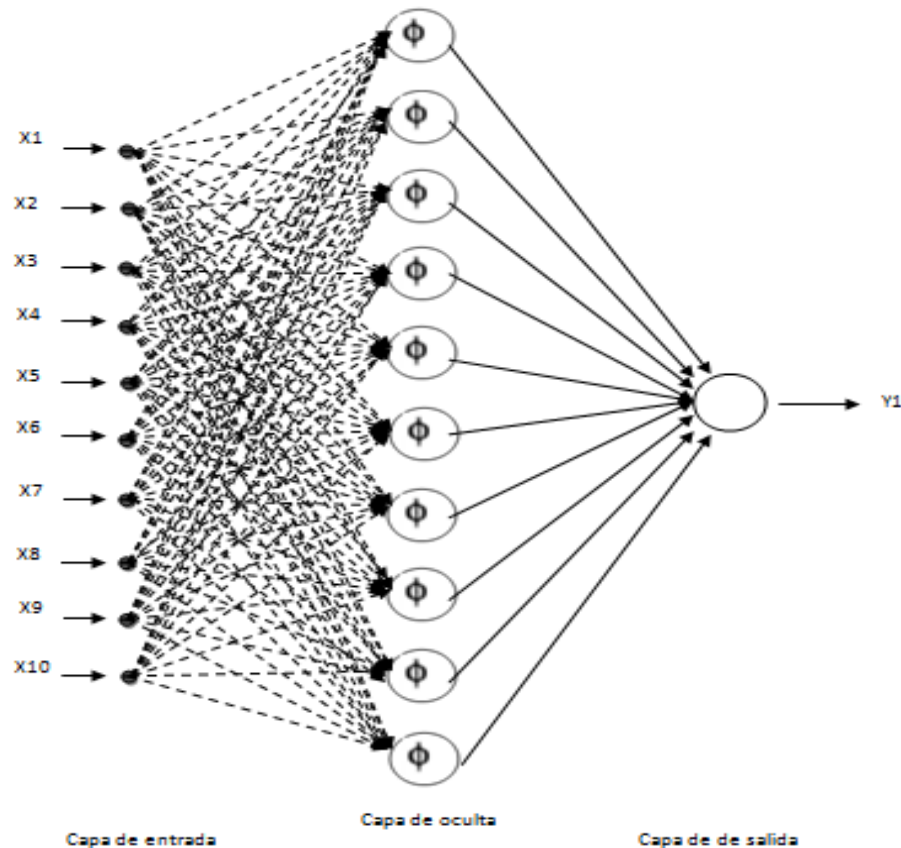 ϕ
ϕ
X1
X2
ϕ
X3
ϕ
X4
ϕ
X5
Y1
X6
ϕ
X7
ϕ
X8
ϕ
X9
X10
ϕ
ϕ
Capa de oculta
Capa de entrada
Capa de de salida